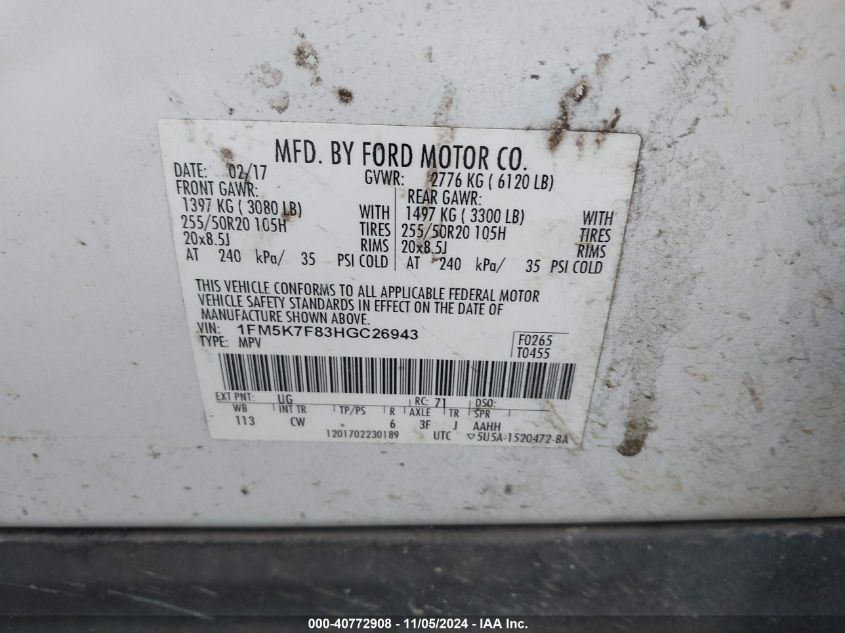 MFD. BY FORD MOTOR CO.
DATE: 02/17 GVWR: 2776 KG ( 6120 LB)
FRONT GAWR: REAR GAWR:
1397 KG ( 3080 LB) WITH 1497 KG ( 3300 LB) WITH
255/50R20 105H TIRES 255/50R20 105H TIRES
20x8.5J RIMS 20x8.5J RIMS
AT 240 kPa/ 35 PSI COLD AT 240 kPa/ 35 PSI COLD
THIS VEHICLE CONFORMS TO ALL APPLICABLE FEDERAL MOTOR
VEHICLE SAFETY STANDARDS IN EFFECT ON THE DATE OF
MANUFACTURE SHOWN ABOVE.
VIN: 1FM5K7F83HGC26943 F0265
TYPE: MPV T0455
EXT PNT: UG RC: 71 DSO:
WB INT TR TP/PS R AXLE TR SPR
113 CW 6 3F J AAHH
1201702230189 UTC ▽5U5A-1520472-BA
000-40772908 - 11/05/2024 - IAA Inc.